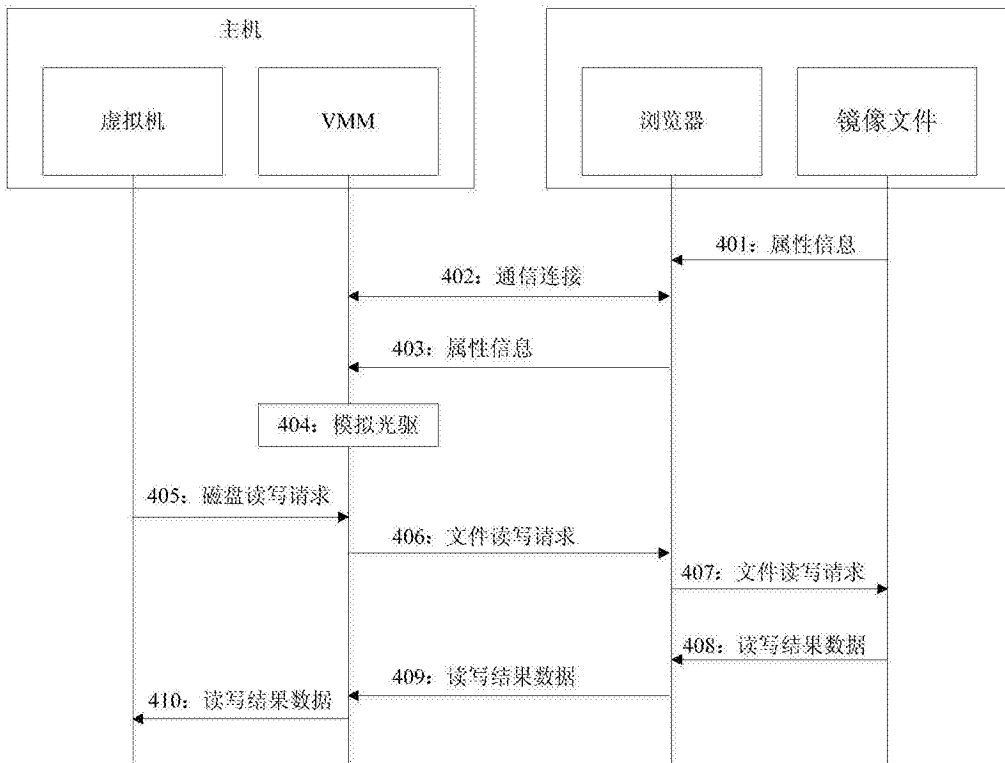 主机
虚拟机
VMM
浏览器
镜像文件
401：属性信息
402：通信连接
403：属性信息
404：模拟光驱
405：磁盘读写请求
406：文件读写请求
407：文件读写请求
408：读写结果数据
409：读写结果数据
410：读写结果数据